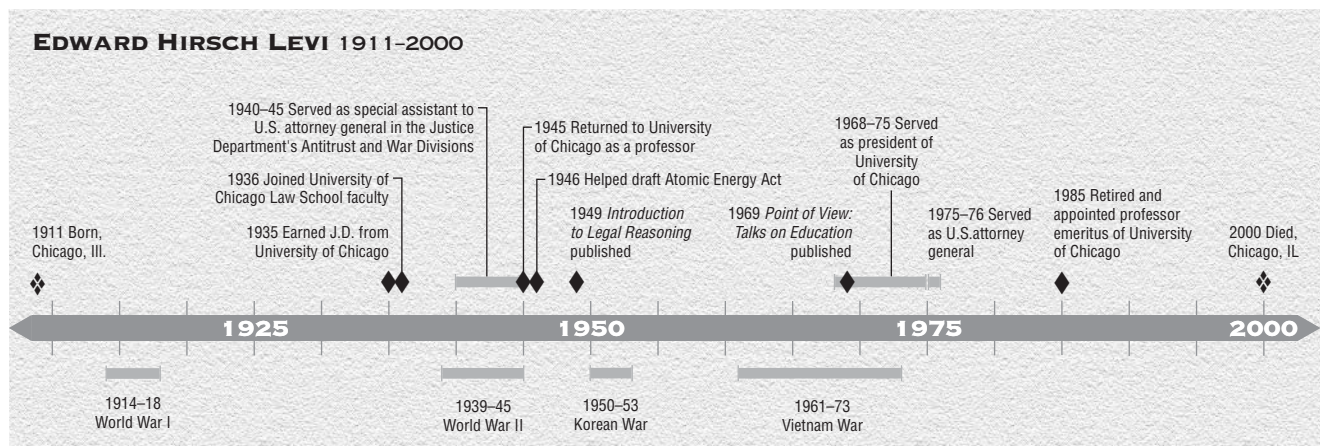 EDWARD HIRSCH LEVI 1911–2000
1940–45 Served as special assistant to
U.S. attorney general in the Justice
Department's Antitrust and War Divisions
1945 Returned to University
of Chicago as a professor
1968–75 Served
as president of
University
of Chicago
1936 Joined University of
Chicago Law School faculty
1946 Helped draft Atomic Energy Act
1911 Born,
Chicago, Ill.
1935 Earned J.D. from
University of Chicago
1949 Introduction
to Legal Reasoning
published
1969 Point of View:
Talks on Education
published
1975–76 Served
as U.S.attorney
general
1985 Retired and
appointed professor
emeritus of University
of Chicago
2000 Died,
Chicago, IL
1925 1950 1975 2000
1914–18
World War I
1939–45
World War II
1950–53
Korean War
1961–73
Vietnam War